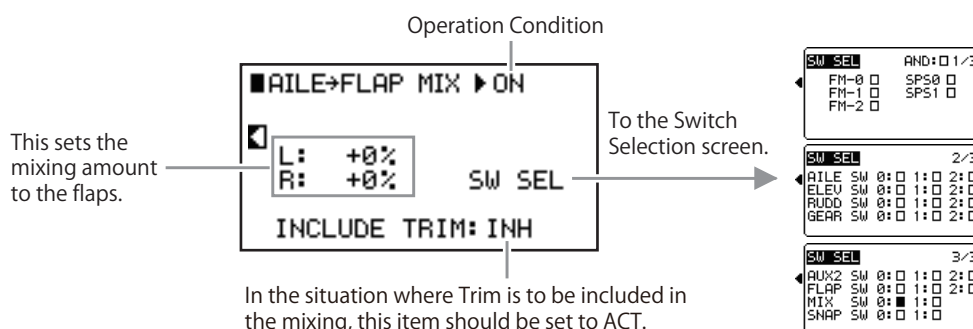 Operation Condition
■AILE→FLAP MIX ▶ON
L: +0%
R: +0%
SW SEL
INCLUDE TRIM: INH
This sets the
mixing amount
to the flaps.
To the Switch
Selection screen.
In the situation where Trim is to be included in
the mixing, this item should be set to ACT.
SW SEL AND:□ 1/3
FM-0 □ SPS0 □
FM-1 □ SPS1 □
FM-2 □
SW SEL 2/3
AILE SW 0:□ 1:□ 2:□
ELEV SW 0:□ 1:□ 2:□
RUDD SW 0:□ 1:□ 2:□
GEAR SW 0:□ 1:□ 2:□
SW SEL 3/3
AUX2 SW 0:□ 1:□ 2:□
FLAP SW 0:□ 1:□ 2:□
MIX SW 0:■ 1:□
SNAP SW 0:□ 1:□